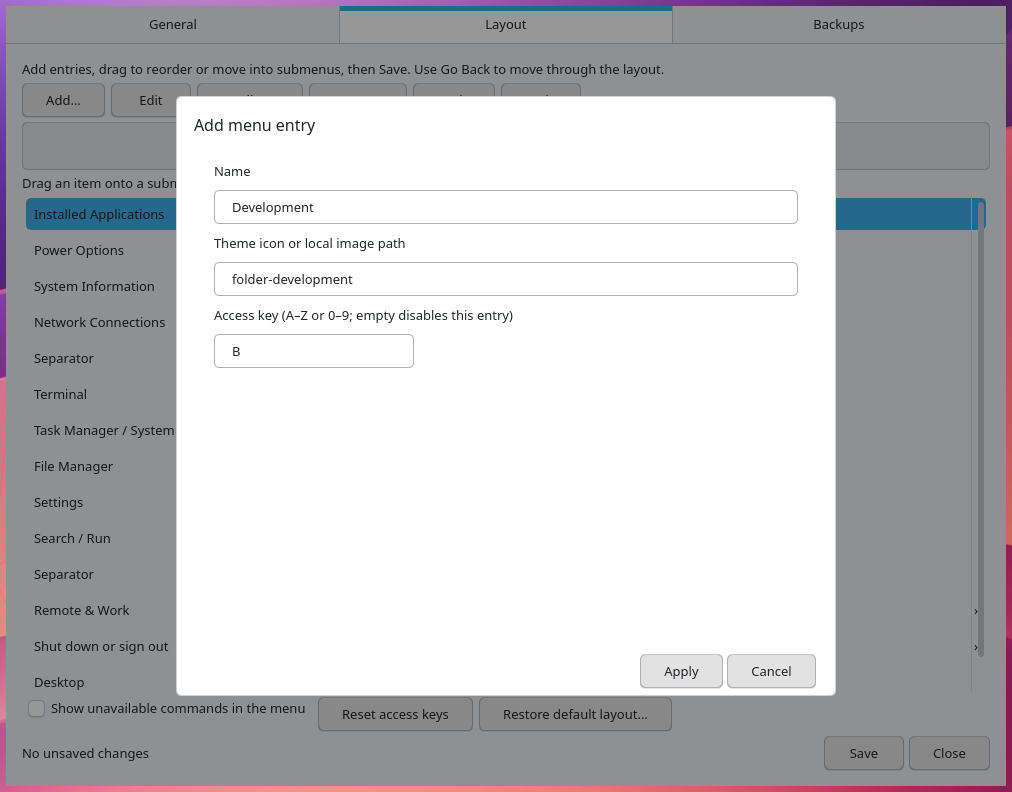 General
Layout
Backups
Add entries, drag to reorder or move into submenus, then Save. Use Go Back to move through the layout.
Add...
Edit
Add menu entry
Name
Development
Theme icon or local image path
folder-development
Access key (A–Z or 0–9; empty disables this entry)
B
Apply
Cancel
Drag an item onto a
Installed Applications
Power Options
System Information
Network Connections
Separator
Terminal
Task Manager / System
File Manager
Settings
Search / Run
Separator
Remote & Work ›
Shut down or sign out ›
Desktop
Show unavailable commands in the menu
Reset access keys
Restore default layout...
No unsaved changes
Save
Close